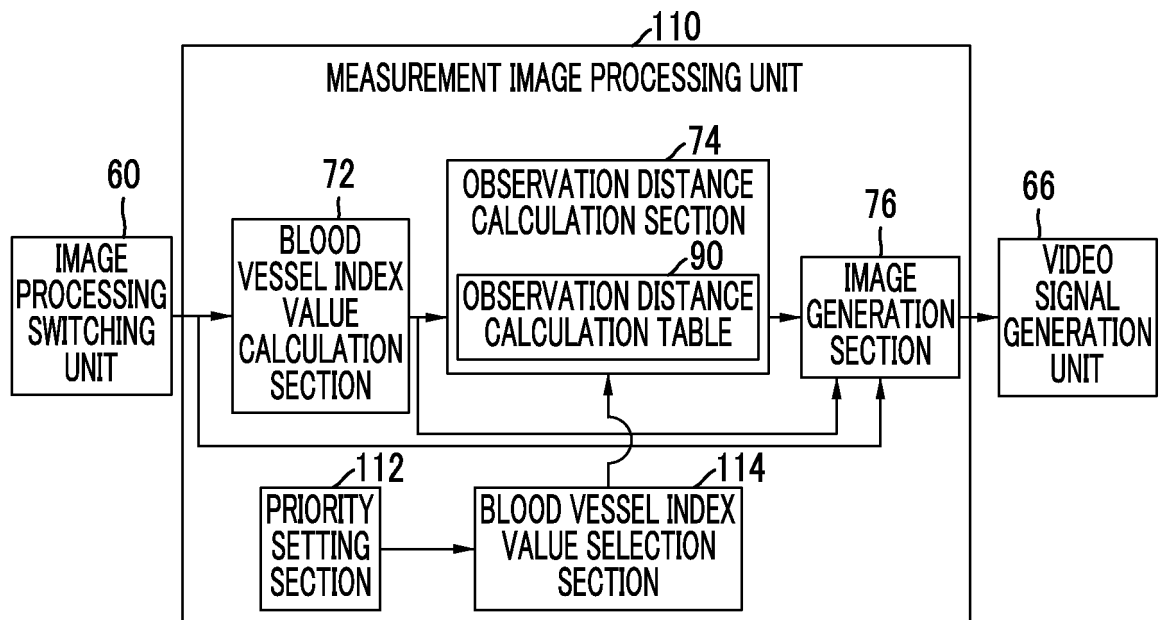 110
MEASUREMENT IMAGE PROCESSING UNIT
60
IMAGE
PROCESSING
SWITCHING
UNIT
72
BLOOD
VESSEL INDEX
VALUE
CALCULATION
SECTION
74
OBSERVATION DISTANCE
CALCULATION SECTION
90
OBSERVATION DISTANCE
CALCULATION TABLE
76
IMAGE
GENERATION
SECTION
66
VIDEO
SIGNAL
GENERATION
UNIT
112
PRIORITY
SETTING
SECTION
114
BLOOD VESSEL INDEX
VALUE SELECTION
SECTION